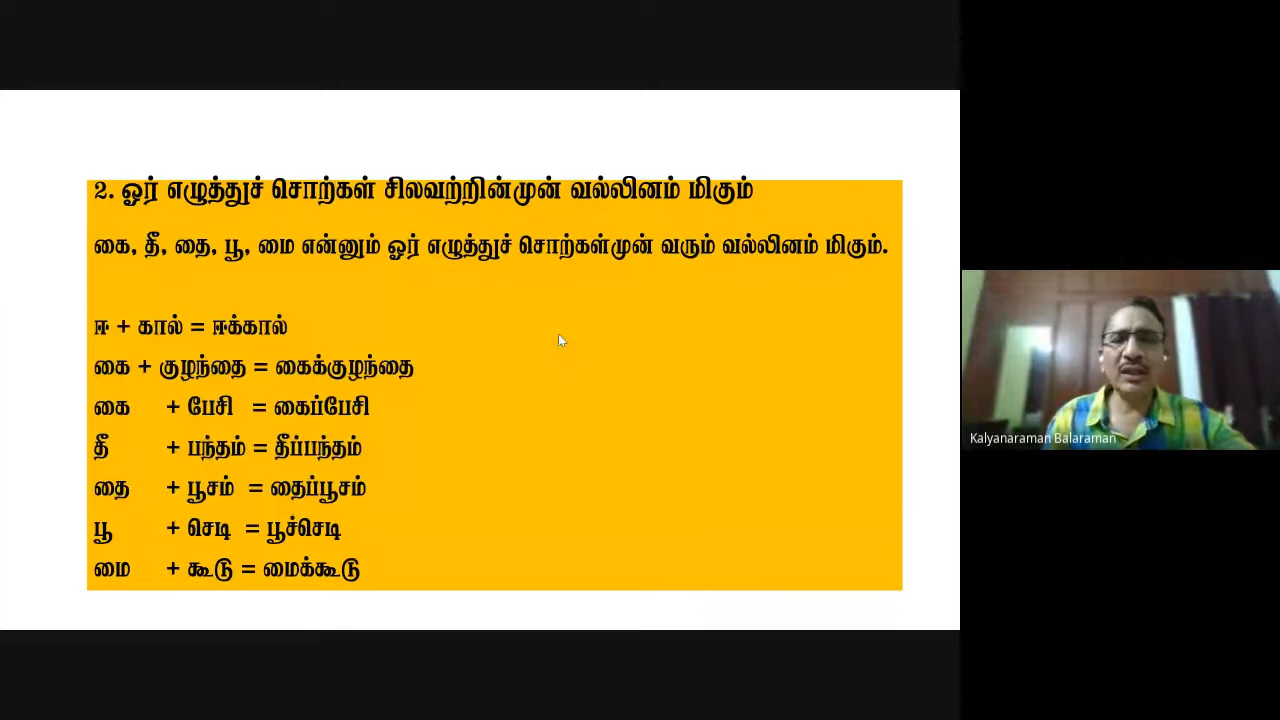 2. ஓர் எழுத்துச் சொற்கள் சிலவற்றின்முன் வல்லினம் மிகும்
கை, தீ, தை, பூ, மை என்னும் ஓர் எழுத்துச் சொற்கள்முன் வரும் வல்லினம் மிகும்.
ஈ + கால் = ஈக்கால்
கை + குழந்தை = கைக்குழந்தை
கை + பேசி = கைப்பேசி
தீ + பந்தம் = தீப்பந்தம்
தை + பூசம் = தைப்பூசம்
பூ + செடி = பூச்செடி
மை + கூடு = மைக்கூடு
Kalyanaraman Balaraman